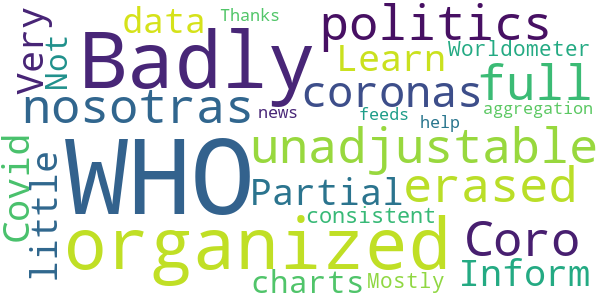 Very
Not
data
Thanks
politics
Badly
Learn
Worldometer
nosotras
coronas
full
news
feeds
help
aggregation
WHO
unadjustable
Covid
little
Partial
erased
organized
consistent
Coro
charts
Mostly
Inform